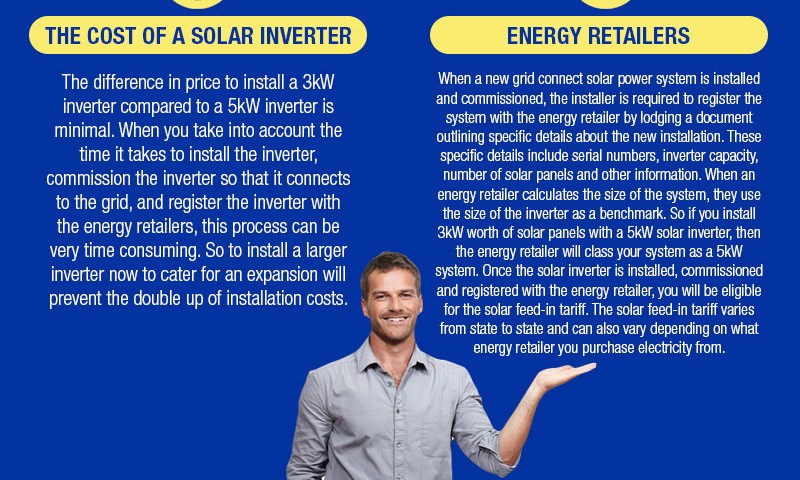 THE COST OF A SOLAR INVERTER
The difference in price to install a 3kW
inverter compared to a 5kW inverter is
minimal. When you take into account the
time it takes to install the inverter,
commission the inverter so that it connects
to the grid, and register the inverter with
the energy retailers, this process can be
very time consuming. So to install a larger
inverter now to cater for an expansion will
prevent the double up of installation costs.
ENERGY RETAILERS
When a new grid connect solar power system is installed
and commissioned, the installer is required to register the
system with the energy retailer by lodging a document
outlining specific details about the new installation. These
specific details include serial numbers, inverter capacity,
number of solar panels and other information. When an
energy retailer calculates the size of the system, they use
the size of the inverter as a benchmark. So if you install
3kW worth of solar panels with a 5kW solar inverter, then
the energy retailer will class your system as a 5kW
system. Once the solar inverter is installed, commissioned
and registered with the energy retailer, you will be eligible
for the solar feed-in tariff. The solar feed-in tariff varies
from state to state and can also vary depending on what
energy retailer you purchase electricity from.